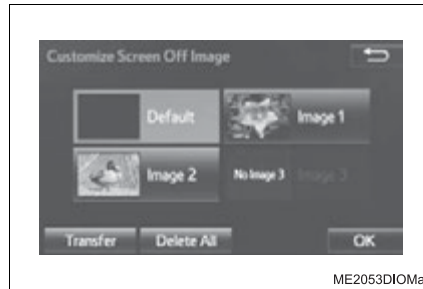 Customize Screen Off Image
Default
Image 1
Image 2
No Image 3
Image 3
Transfer
Delete All
OK
ME2053DIOMa